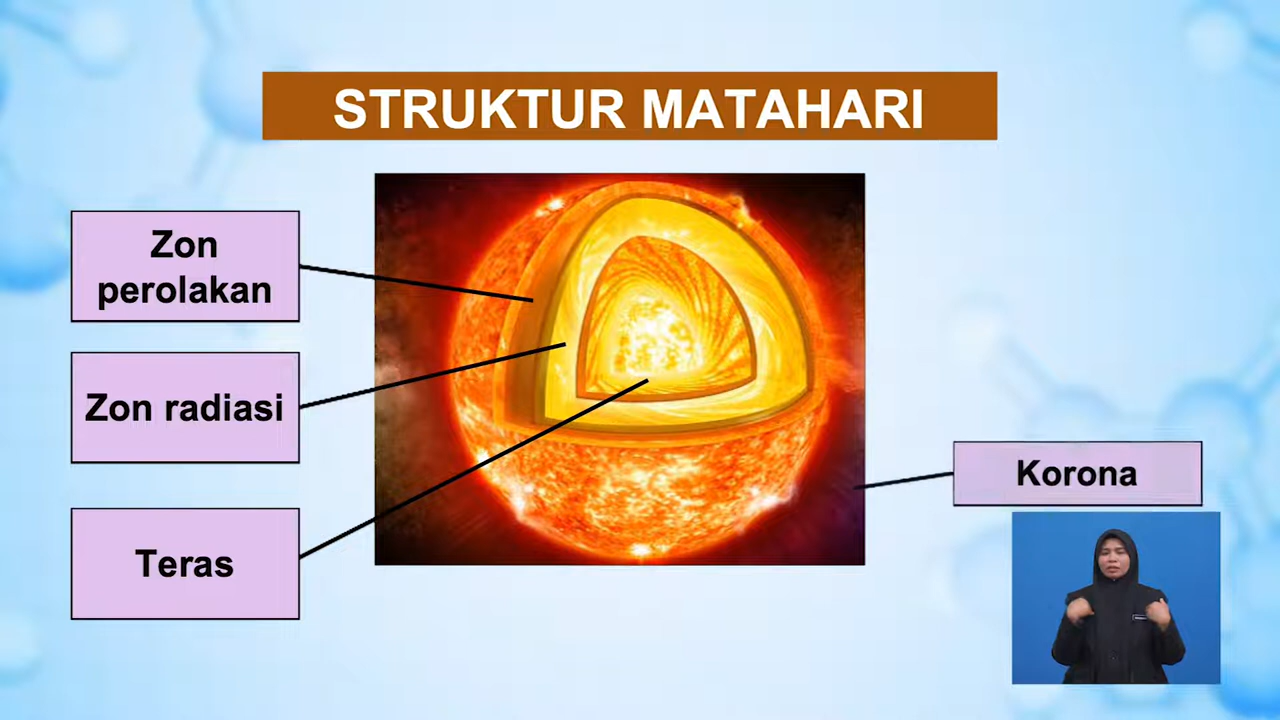 STRUKTUR MATAHARI
Zon
perolakan
Zon radiasi
Teras
Korona